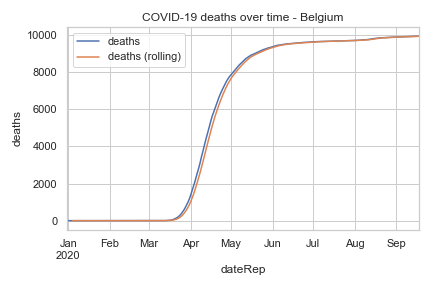 COVID-19 deaths over time - Belgium
deaths
deaths (rolling)
10000
8000
6000
4000
2000
0
deaths
Jan Feb Mar Apr May Jun Jul Aug Sep
2020
dateRep